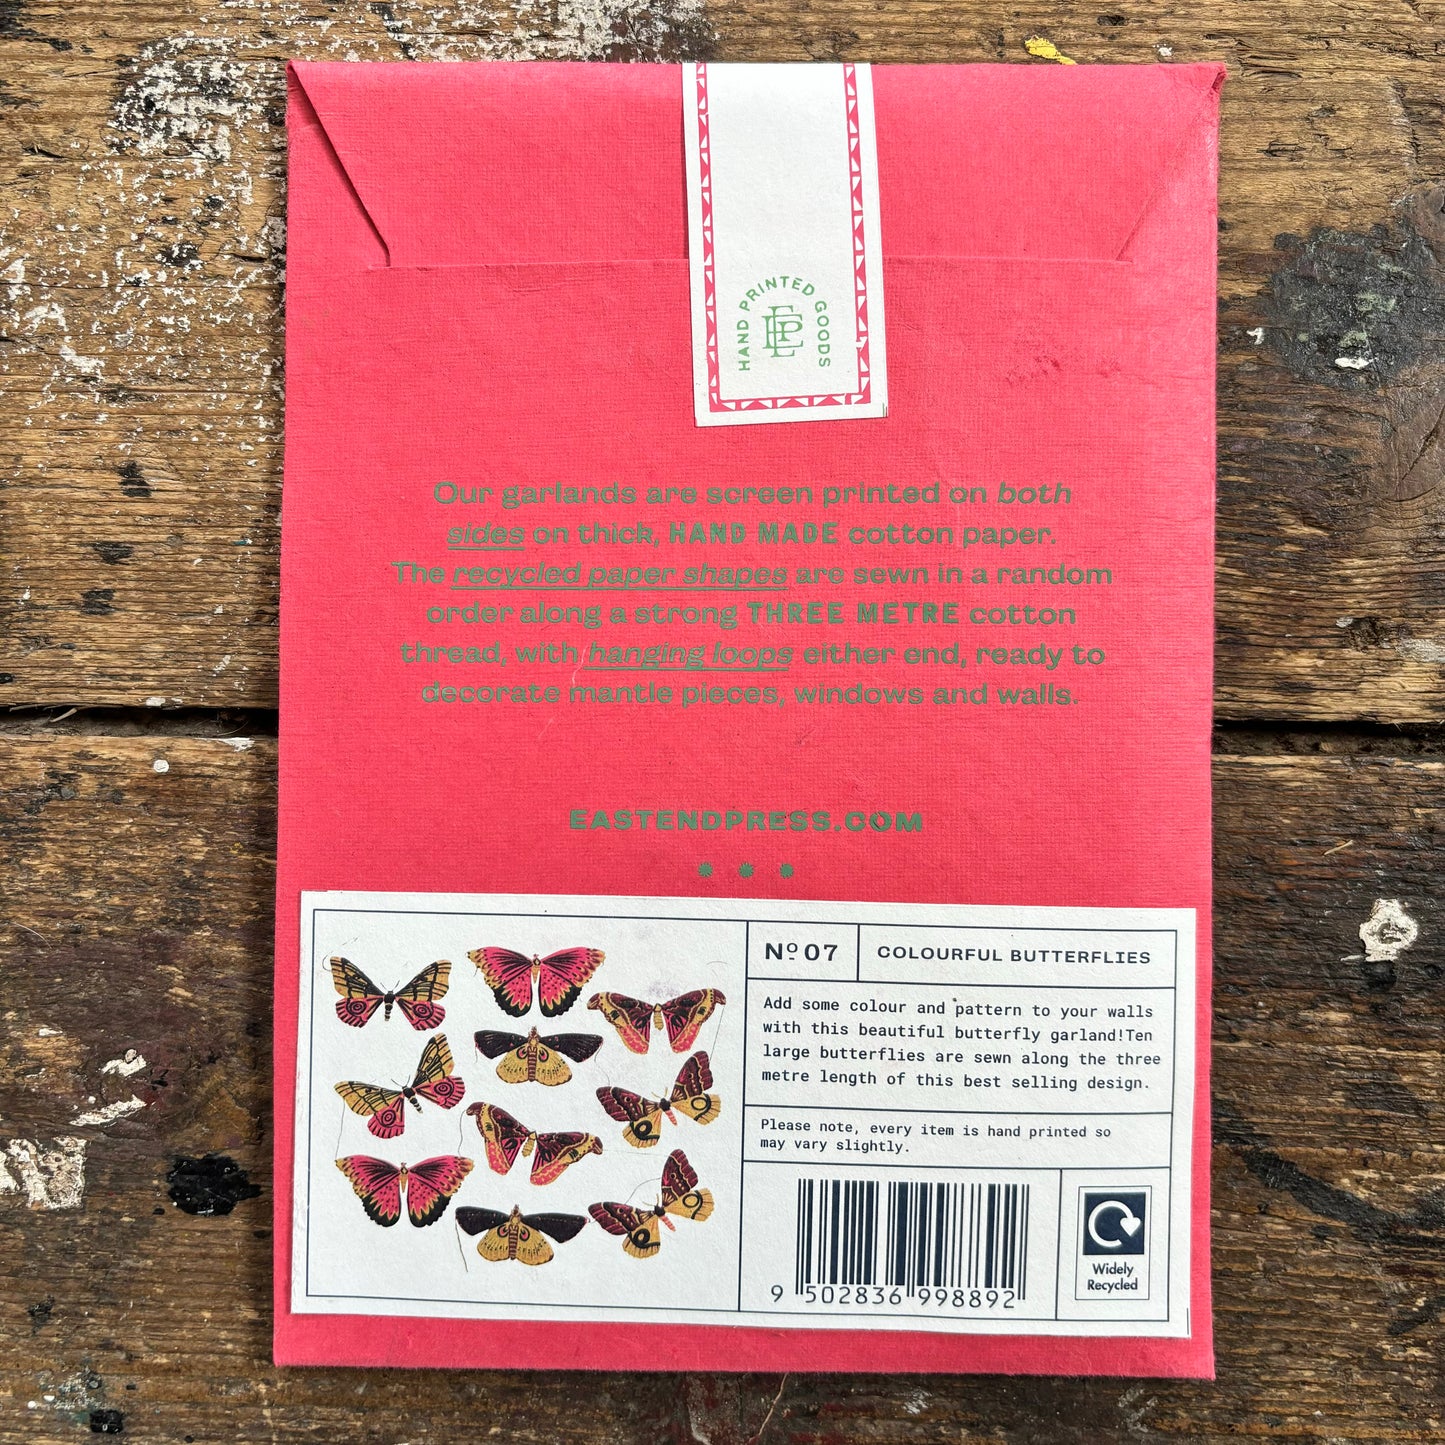 HAND PRINTED GOODS
EEP
Our garlands are screen printed on both
sides on thick, HAND MADE cotton paper.
The recycled paper shapes are sewn in a random
order along a strong THREE METRE cotton
thread, with hanging loops either end, ready to
decorate mantle pieces, windows and walls.
EASTENDPRESS.COM
Nº 07
COLOURFUL BUTTERFLIES
Add some colour and pattern to your walls
with this beautiful butterfly garland!Ten
large butterflies are sewn along the three
metre length of this best selling design.
Please note, every item is hand printed so
may vary slightly.
9 502836 998892
Widely
Recycled